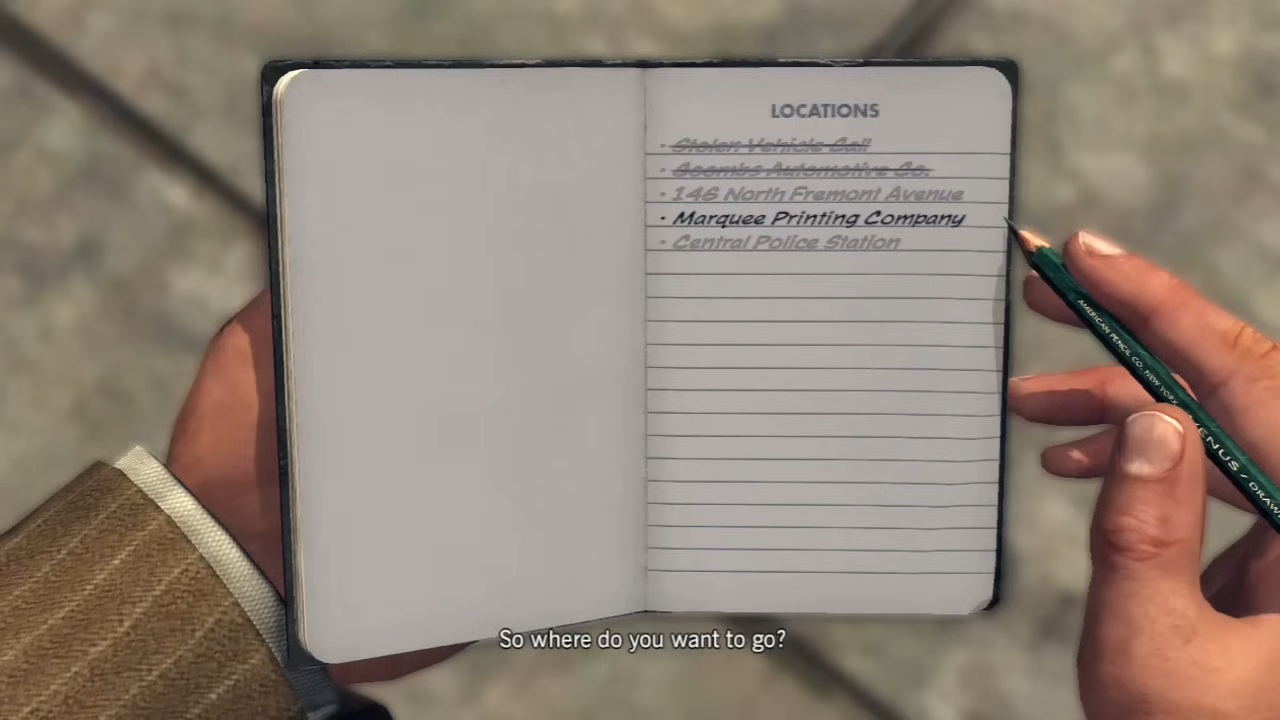 LOCATIONS
· Stolen Vehicle Call
· Coombs Automotive Co.
· 146 North Fremont Avenue
· Marquee Printing Company
· Central Police Station
AMERICAN PENCIL CO. NEW YORK
VENUS / DRAW
So where do you want to go?